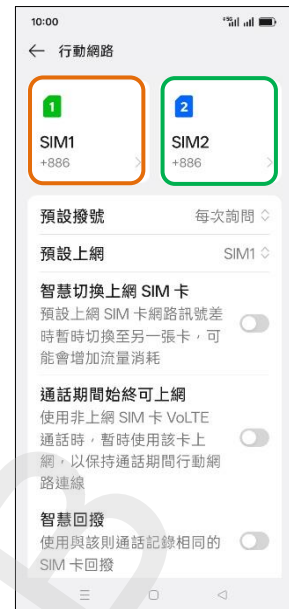 10:00
5G
← 行動網路
1
2
SIM1
SIM2
+886
+886
預設撥號 每次詢問
預設上網 SIM1
智慧切換上網 SIM 卡
預設上網 SIM 卡網路訊號差
時暫時切換至另一張卡，可
能會增加流量消耗
通話期間始終可上網
使用非上網 SIM 卡 VoLTE
通話時，暫時使用該卡上
網，以保持通話期間行動網
路連線
智慧回撥
使用與該則通話記錄相同的
SIM 卡回撥